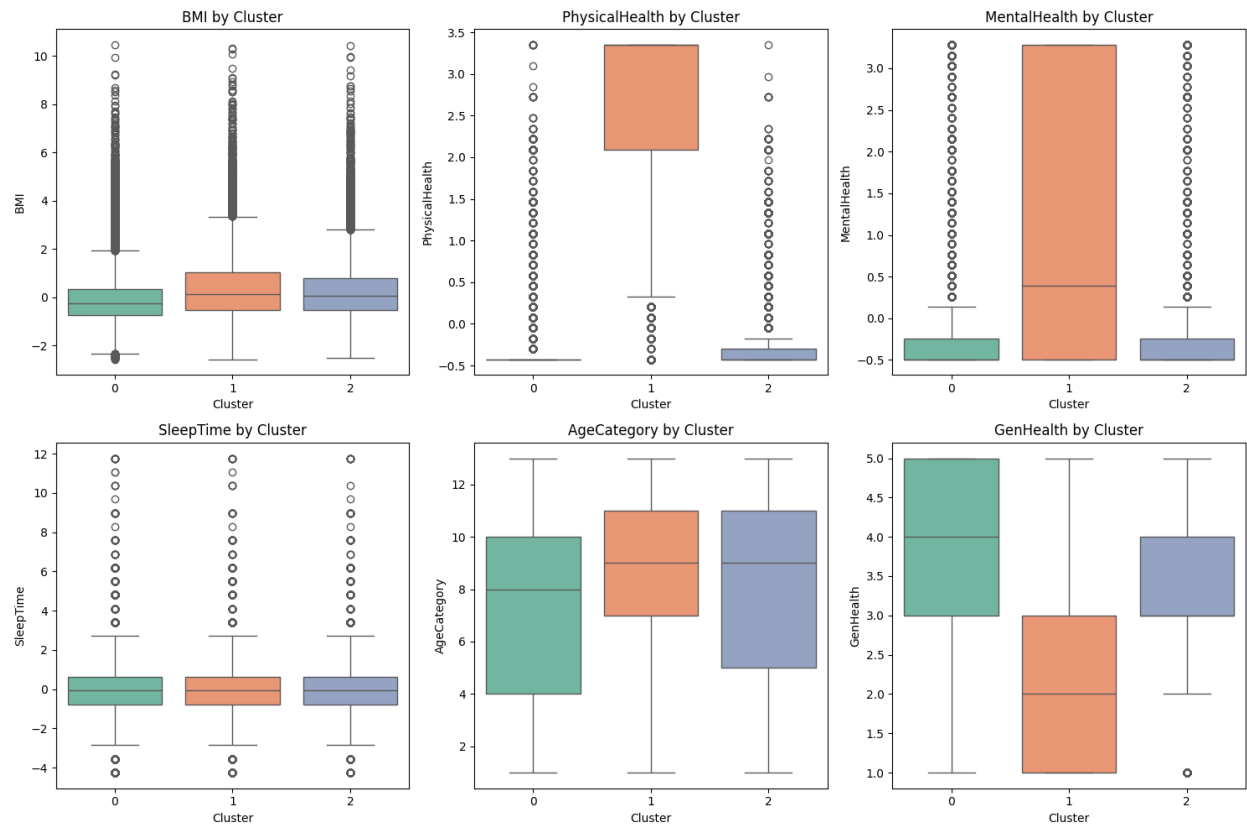 BMI by Cluster
BMI
10
8
6
4
2
0
−2
0 1 2
Cluster
PhysicalHealth by Cluster
PhysicalHealth
3.5
3.0
2.5
2.0
1.5
1.0
0.5
0.0
−0.5
0 1 2
Cluster
MentalHealth by Cluster
MentalHealth
3.0
2.5
2.0
1.5
1.0
0.5
0.0
−0.5
0 1 2
Cluster
SleepTime by Cluster
SleepTime
12
10
8
6
4
2
0
−2
−4
0 1 2
Cluster
AgeCategory by Cluster
AgeCategory
12
10
8
6
4
2
0 1 2
Cluster
GenHealth by Cluster
GenHealth
5.0
4.5
4.0
3.5
3.0
2.5
2.0
1.5
1.0
0 1 2
Cluster